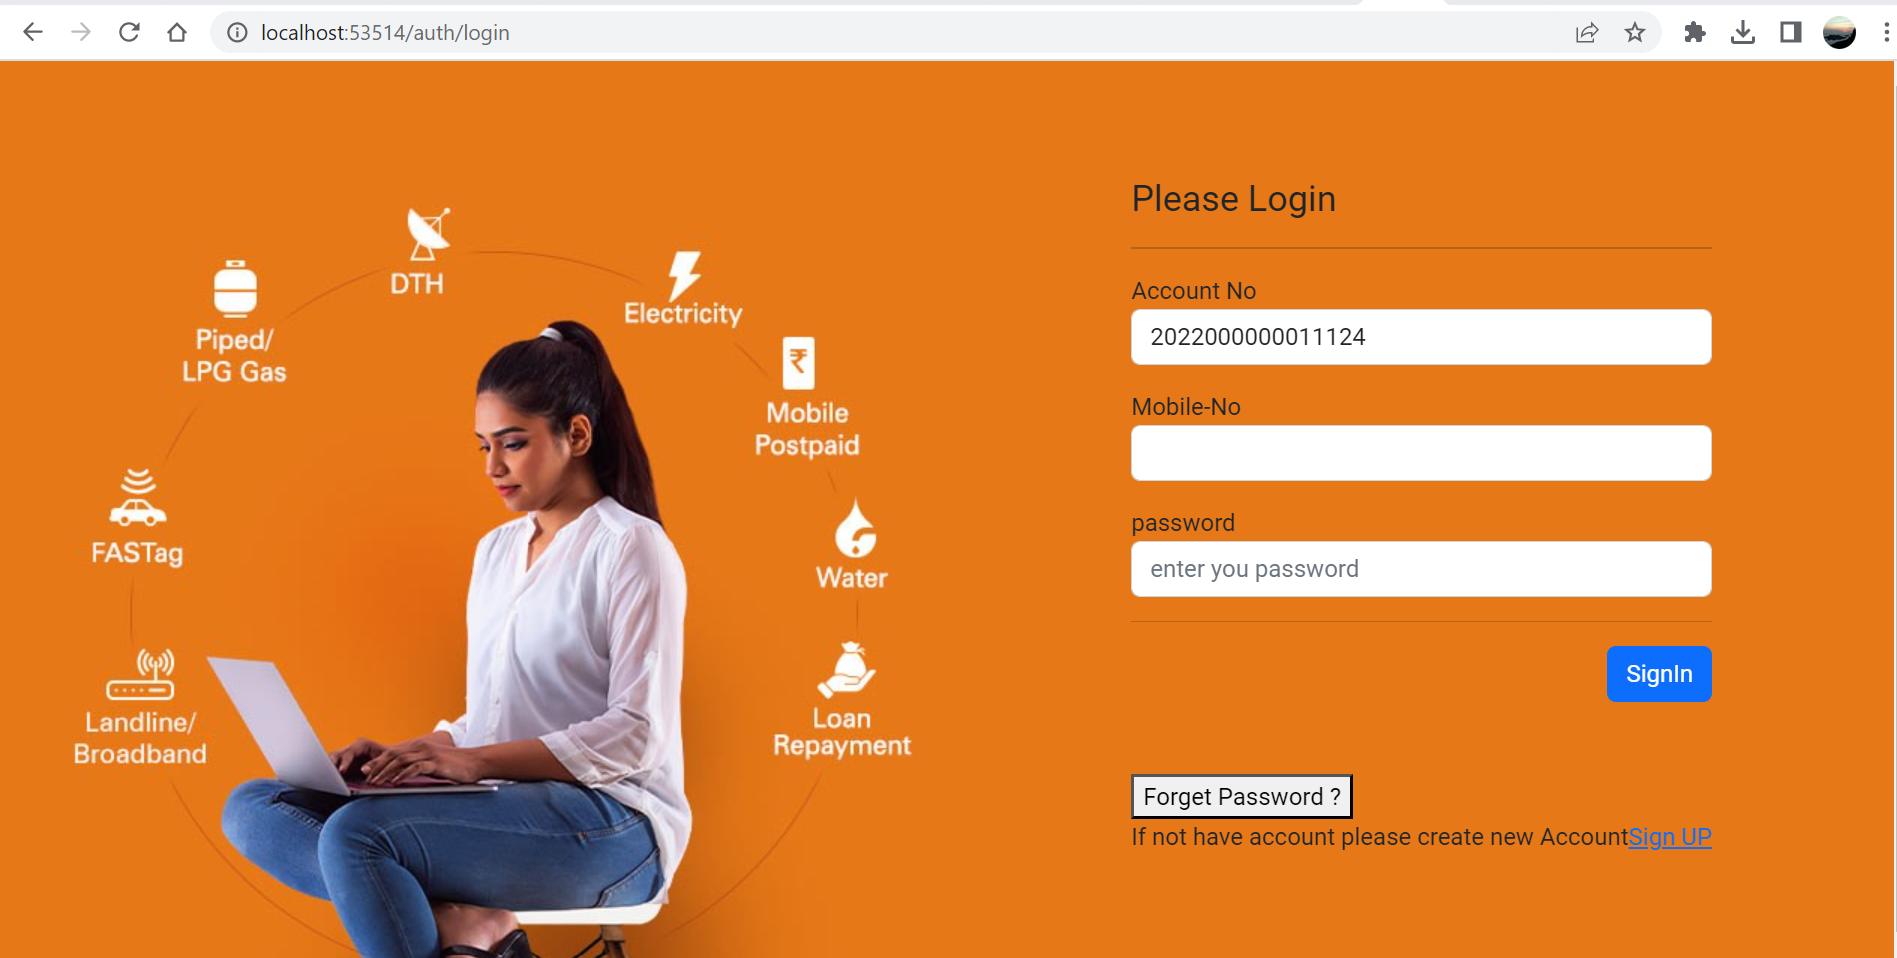 localhost:53514/auth/login
Please Login
Account No
2022000000011124
Mobile-No
password
enter you password
SignIn
Forget Password ?
If not have account please create new AccountSign UP
DTH
Electricity
Piped/
LPG Gas
₹
Mobile
Postpaid
FASTag
Water
Landline/
Broadband
Loan
Repayment